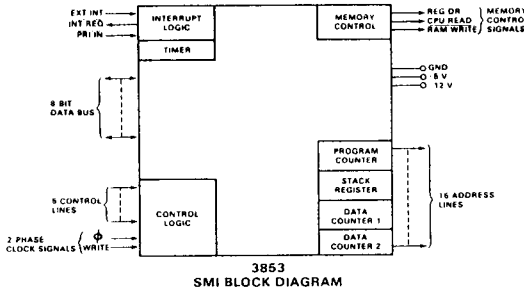 EXT INT
INT REQ
PRI IN
INTERRUPT
LOGIC
TIMER
MEMORY
CONTROL
REG DR
CPU READ
RAM WRITE
MEMORY
CONTROL
SIGNALS
GND
5 V
12 V
8 BIT
DATA BUS
PROGRAM
COUNTER
STACK
REGISTER
DATA
COUNTER 1
DATA
COUNTER 2
16 ADDRESS
LINES
5 CONTROL
LINES
CONTROL
LOGIC
2 PHASE
CLOCK SIGNALS
Φ
WRITE
3853
SMI BLOCK DIAGRAM